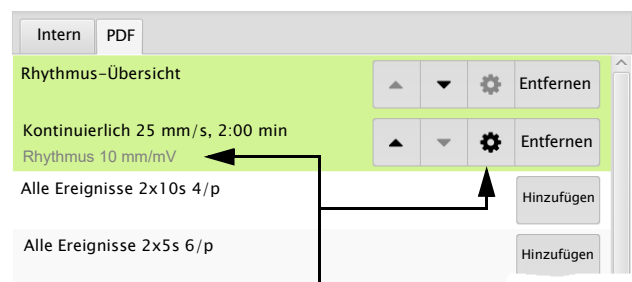 Intern PDF
Rhythmus-Übersicht Entfernen
Kontinuierlich 25 mm/s, 2:00 min Entfernen
Rhythmus 10 mm/mV
Alle Ereignisse 2x10s 4/p Hinzufügen
Alle Ereignisse 2x5s 6/p Hinzufügen